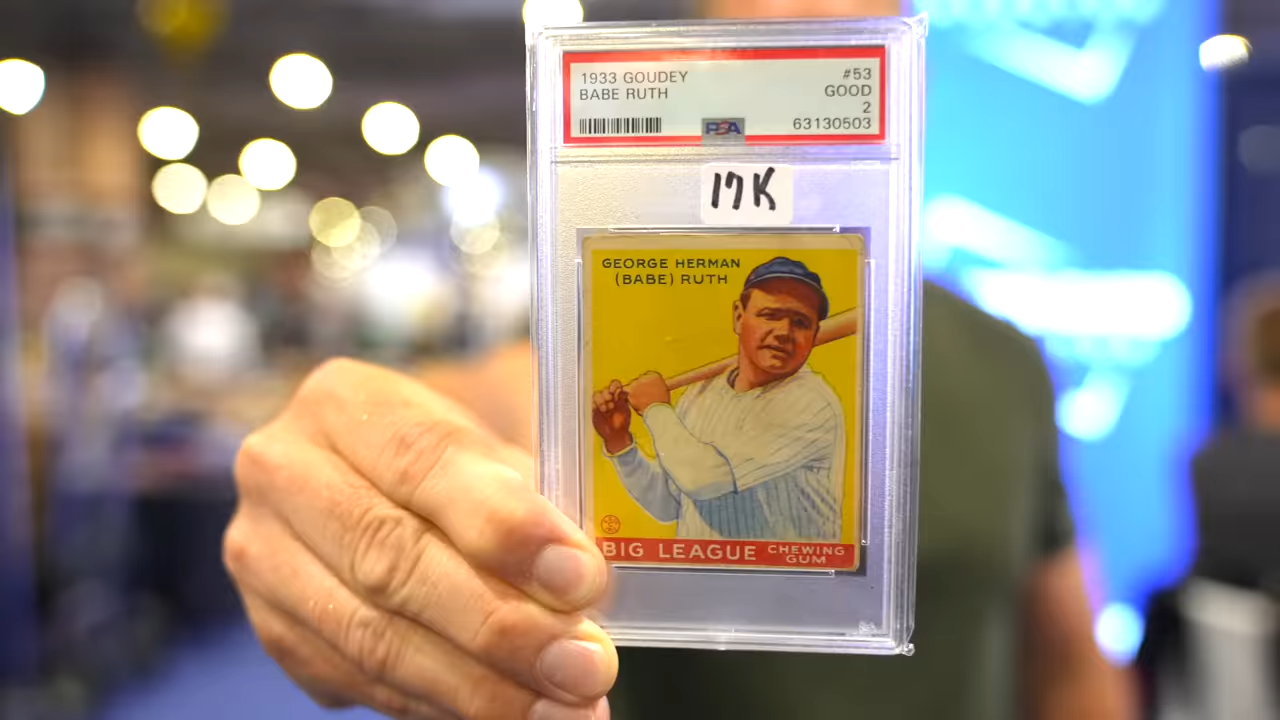 1933 GOUDEY #53
BABE RUTH GOOD
2
PSA 63130503
17K
GEORGE HERMAN
(BABE) RUTH
BIG LEAGUE CHEWING GUM